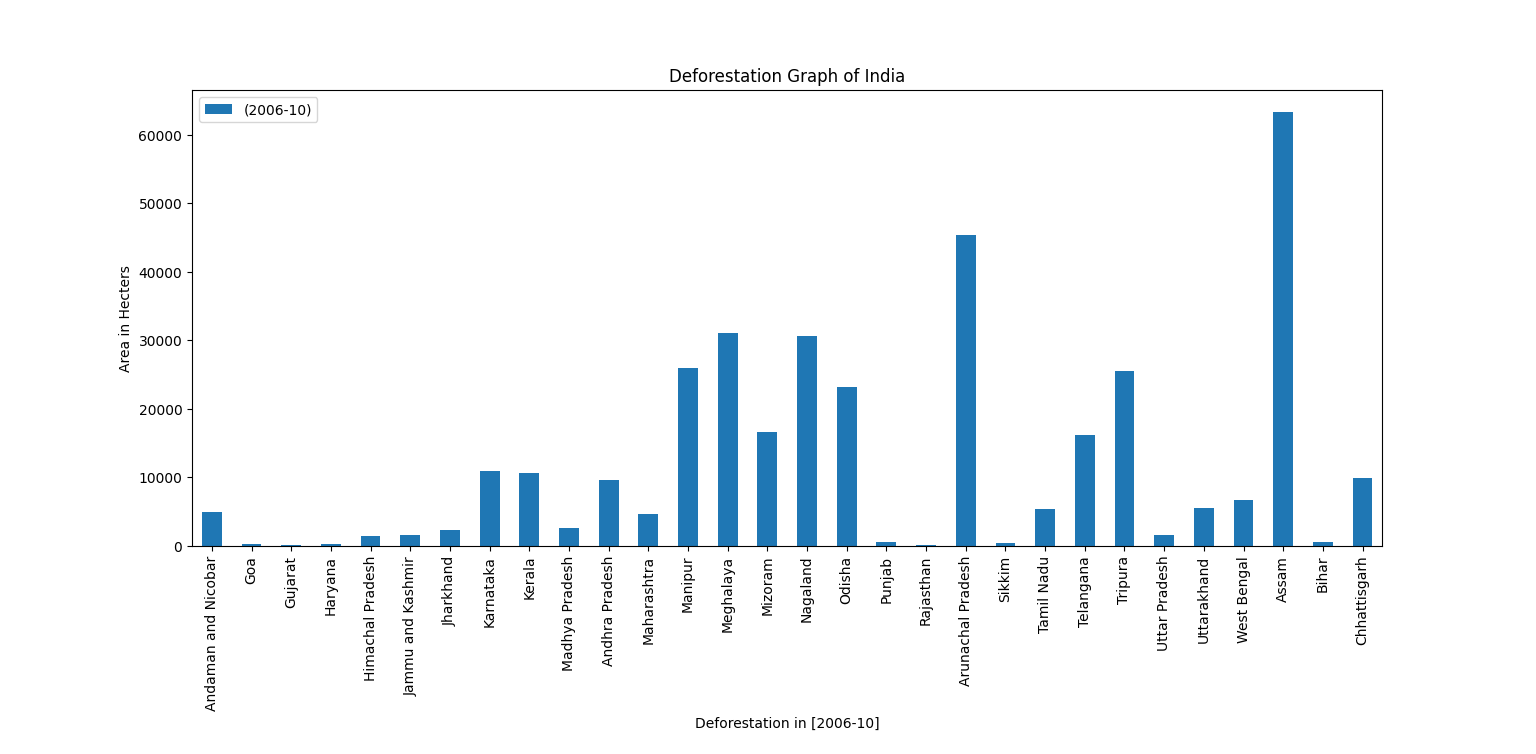 Deforestation Graph of India
(2006-10)
60000
50000
40000
30000
20000
10000
0
Area in Hecters
Andaman and Nicobar
Goa
Gujarat
Haryana
Himachal Pradesh
Jammu and Kashmir
Jharkhand
Karnataka
Kerala
Madhya Pradesh
Andhra Pradesh
Maharashtra
Manipur
Meghalaya
Mizoram
Nagaland
Odisha
Punjab
Rajasthan
Arunachal Pradesh
Sikkim
Tamil Nadu
Telangana
Tripura
Uttar Pradesh
Uttarakhand
West Bengal
Assam
Bihar
Chhattisgarh
Deforestation in [2006-10]